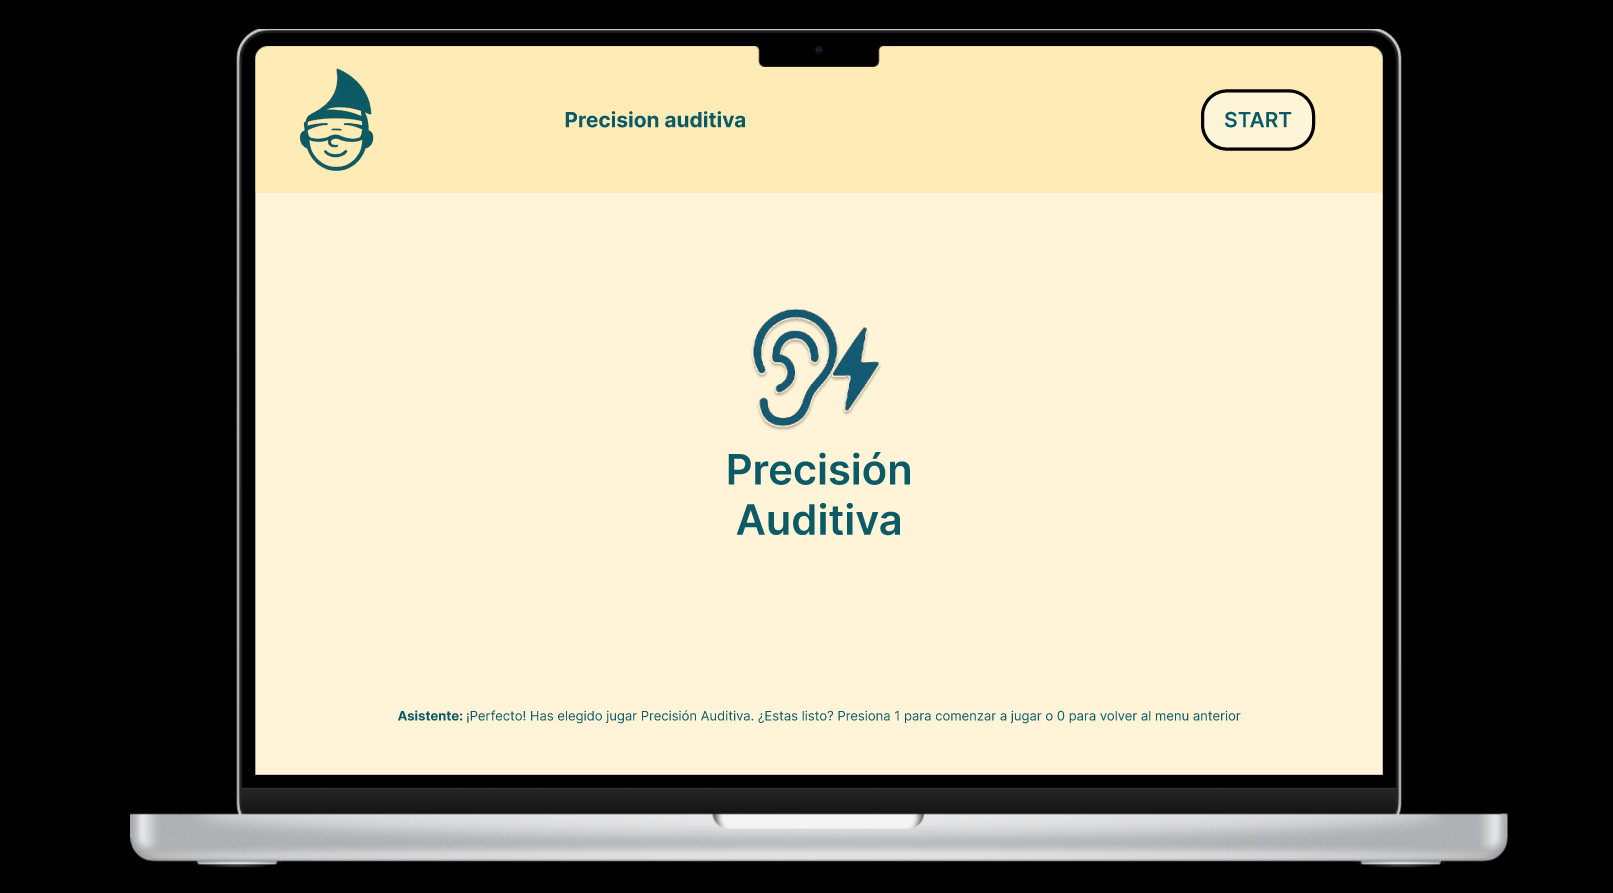 Precision auditiva
START
Precisión
Auditiva
Asistente: ¡Perfecto! Has elegido jugar Precisión Auditiva. ¿Estas listo? Presiona 1 para comenzar a jugar o 0 para volver al menu anterior